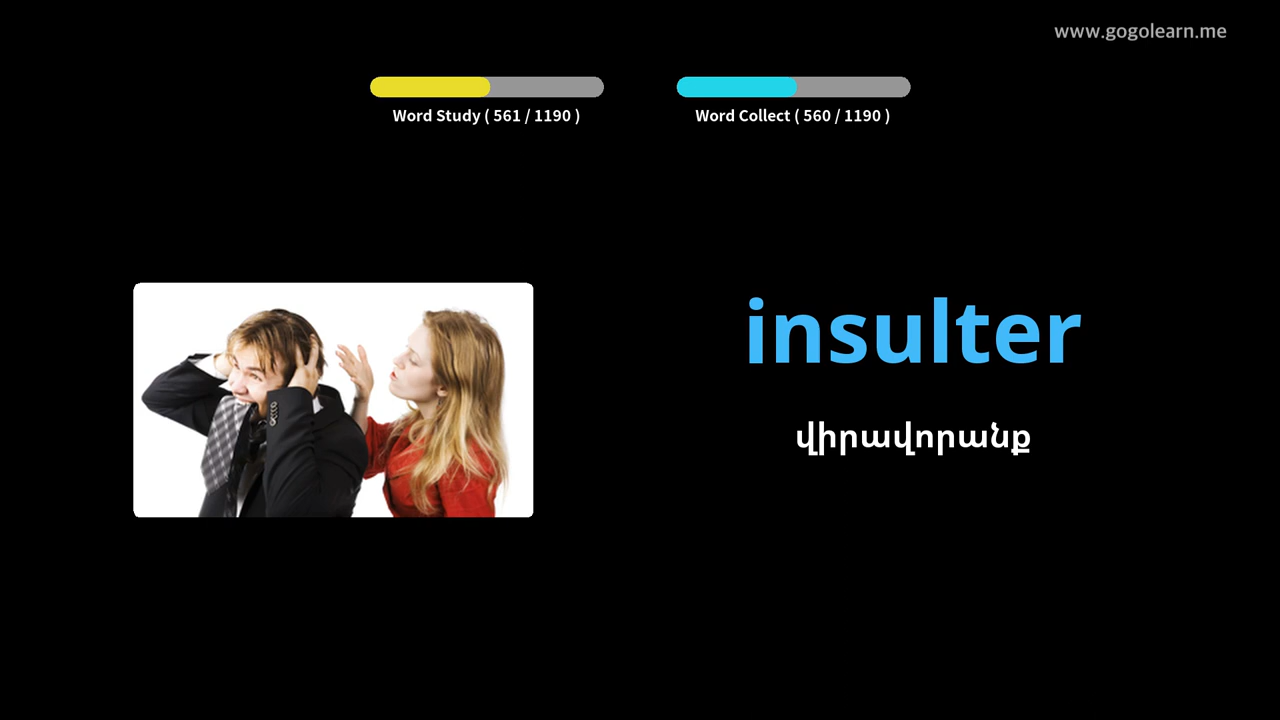 www.gogolearn.me
Word Study ( 561 / 1190 )
Word Collect ( 560 / 1190 )
insulter
վիրավորանք